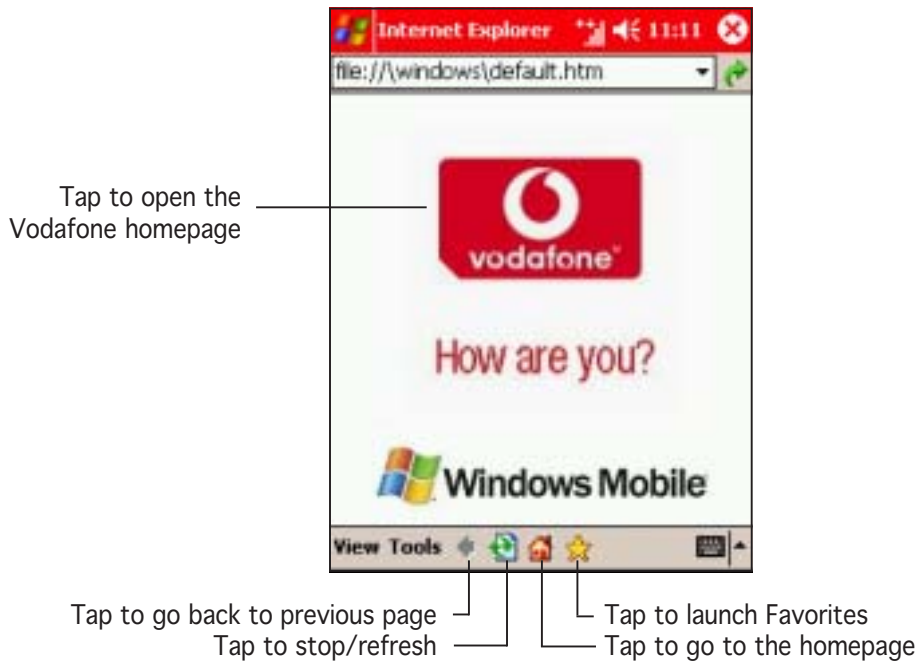 Internet Explorer 11:11
file://\windows\default.htm
Tap to open the
Vodafone homepage
vodafone™
How are you?
Windows Mobile
View Tools
Tap to go back to previous page
Tap to launch Favorites
Tap to stop/refresh
Tap to go to the homepage